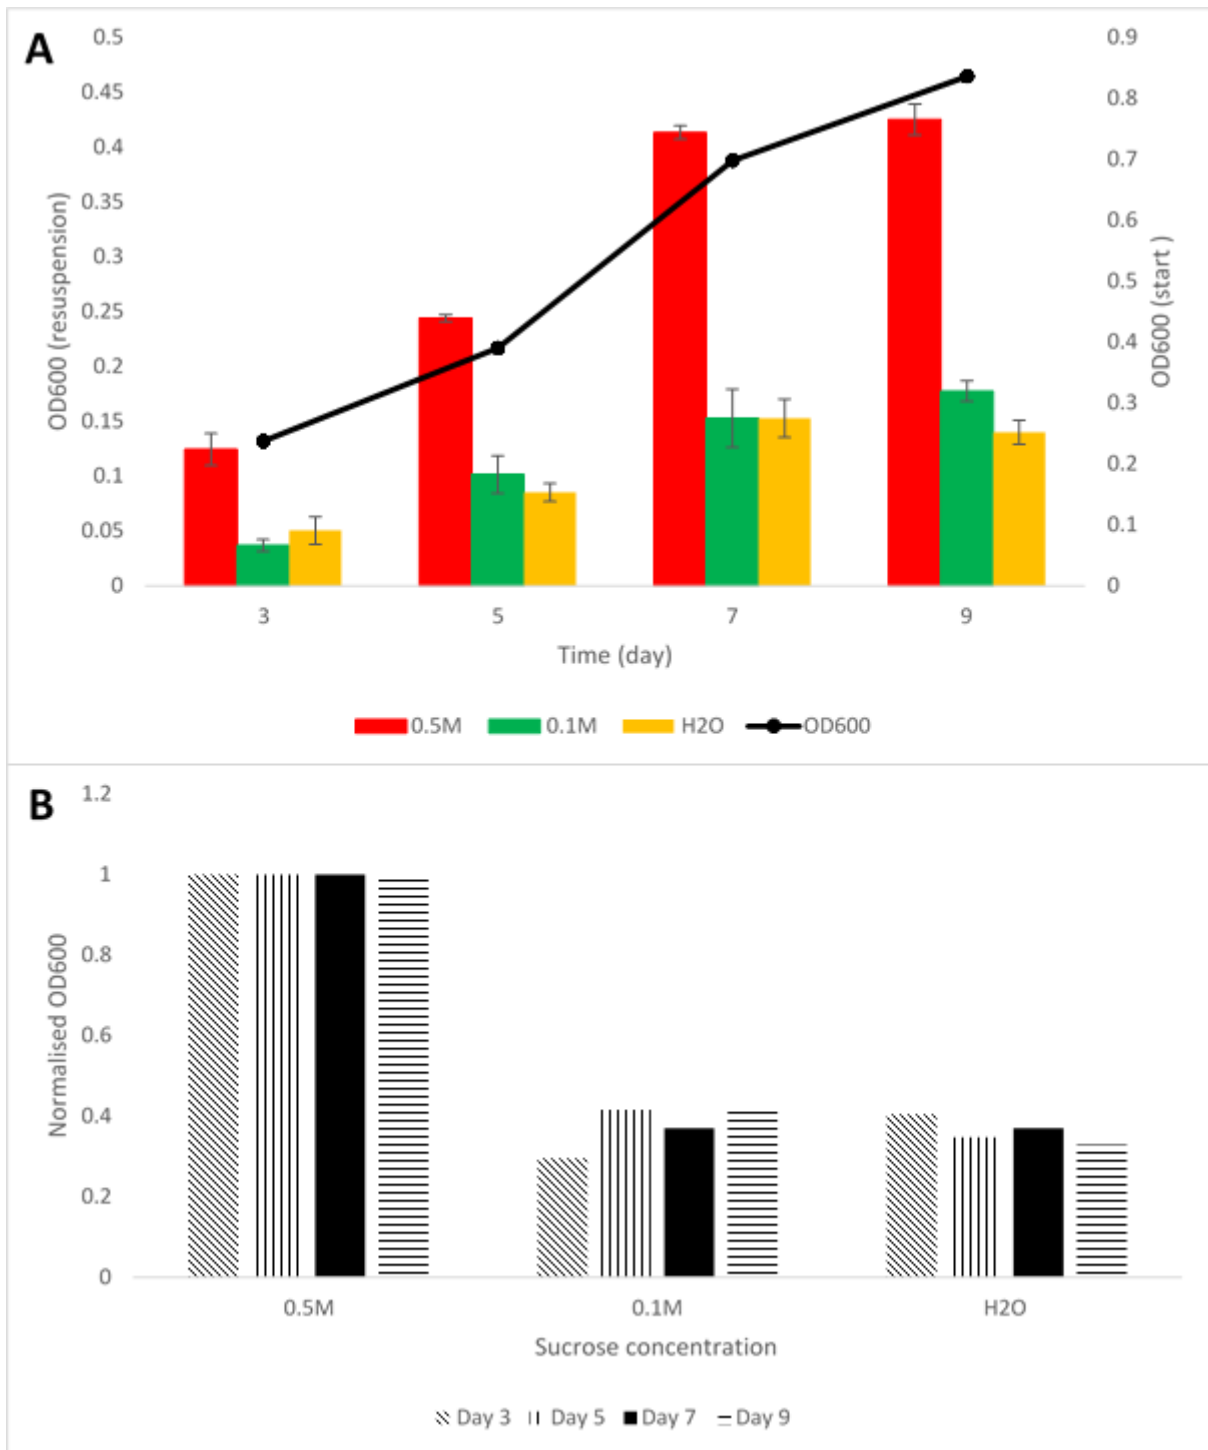 A
0.5
0.45
0.4
0.35
0.3
0.25
0.2
0.15
0.1
0.05
0
OD600 (resuspension)
0.9
0.8
0.7
0.6
0.5
0.4
0.3
0.2
0.1
0
OD600 (start )
3 5 7 9
Time (day)
0.5M 0.1M H2O OD600
B
1.2
1
0.8
0.6
0.4
0.2
0
Normalised OD600
0.5M 0.1M H2O
Sucrose concentration
Day 3 Day 5 Day 7 Day 9